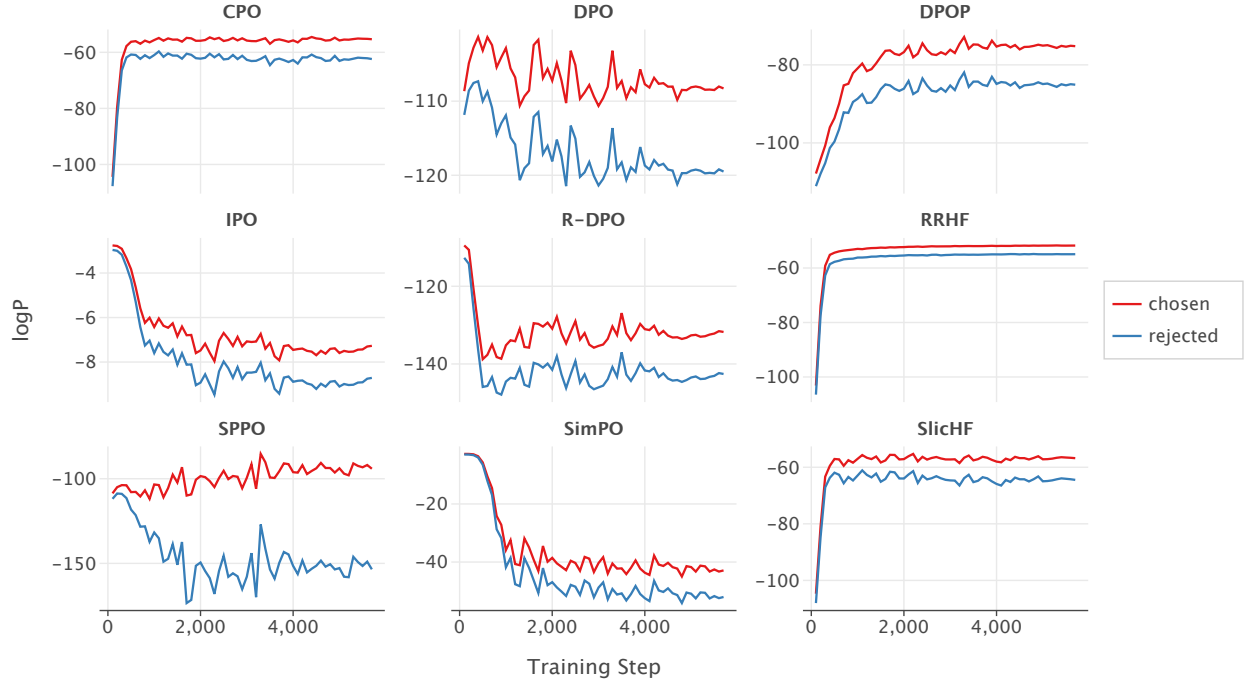 CPO DPO DPOP
−60
−80
−100
−110
−120
−80
−100
IPO R−DPO RRHF
−4
−6
−8
−120
−140
−60
−80
−100
logP
chosen
rejected
SPPO SimPO SlicHF
−100
−150
−20
−40
−60
−80
−100
0 2,000 4,000 0 2,000 4,000 0 2,000 4,000
Training Step